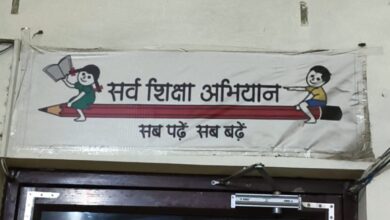 सर्व शिक्षा अभियान
सब पढ़ें सब बढ़ें